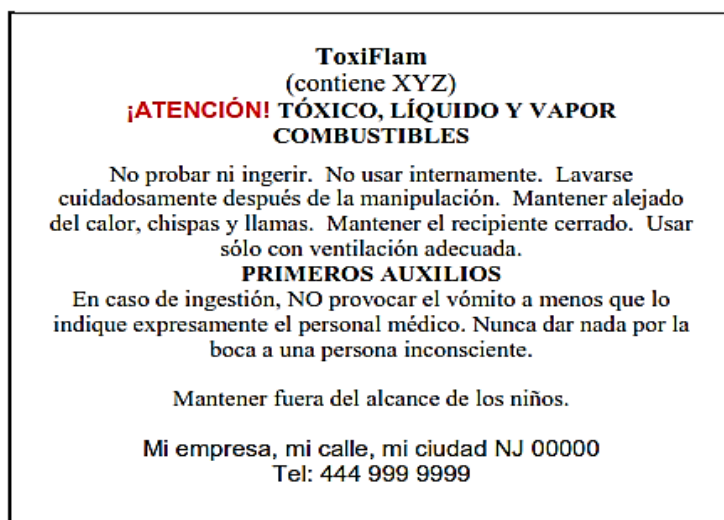 ToxiFlam
(contiene XYZ)
¡ATENCIÓN! TÓXICO, LÍQUIDO Y VAPOR
COMBUSTIBLES
No probar ni ingerir.  No usar internamente.  Lavarse
cuidadosamente después de la manipulación.  Mantener alejado
del calor, chispas y llamas.  Mantener el recipiente cerrado.  Usar
sólo con ventilación adecuada.
PRIMEROS AUXILIOS
En caso de ingestión, NO provocar el vómito a menos que lo
indique expresamente el personal médico. Nunca dar nada por la
boca a una persona inconsciente.
Mantener fuera del alcance de los niños.
Mi empresa, mi calle, mi ciudad NJ 00000
Tel: 444 999 9999